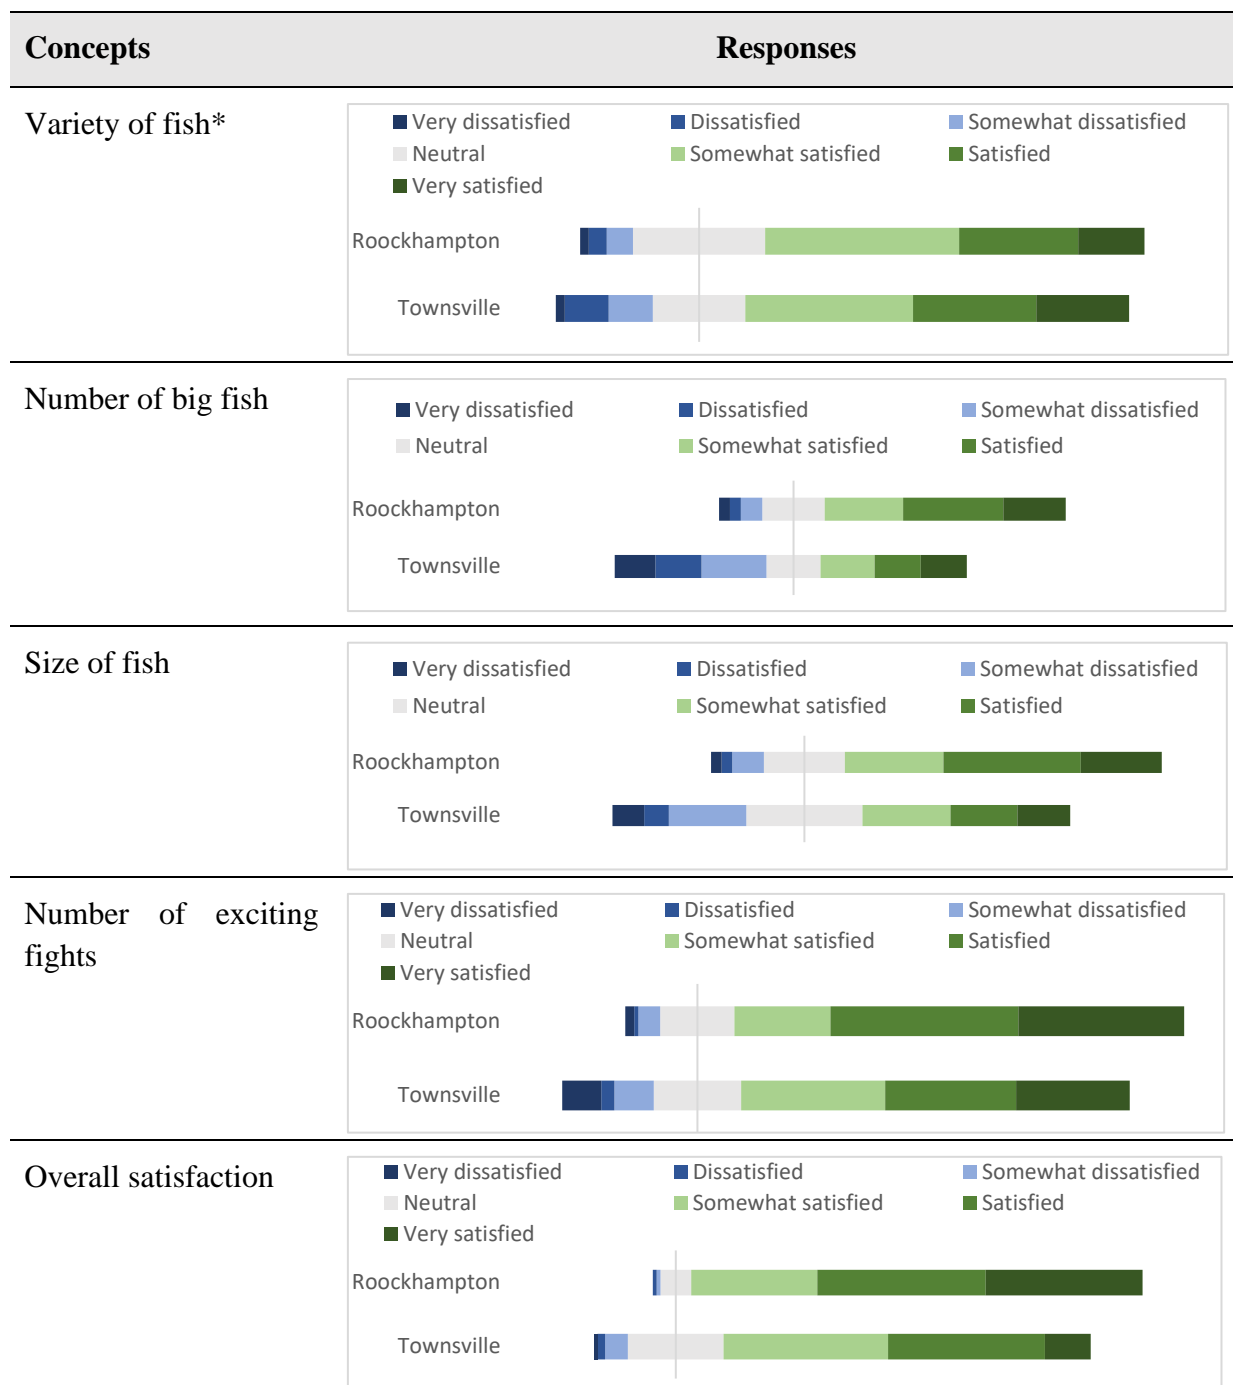 Concepts Responses
Variety of fish*
Very dissatisfied Dissatisfied Somewhat dissatisfied
Neutral Somewhat satisfied Satisfied
Very satisfied
Roockhampton
Townsville
Number of big fish
Very dissatisfied Dissatisfied Somewhat dissatisfied
Neutral Somewhat satisfied Satisfied
Roockhampton
Townsville
Size of fish
Very dissatisfied Dissatisfied Somewhat dissatisfied
Neutral Somewhat satisfied Satisfied
Roockhampton
Townsville
Number of exciting
fights
Very dissatisfied Dissatisfied Somewhat dissatisfied
Neutral Somewhat satisfied Satisfied
Very satisfied
Roockhampton
Townsville
Overall satisfaction
Very dissatisfied Dissatisfied Somewhat dissatisfied
Neutral Somewhat satisfied Satisfied
Very satisfied
Roockhampton
Townsville